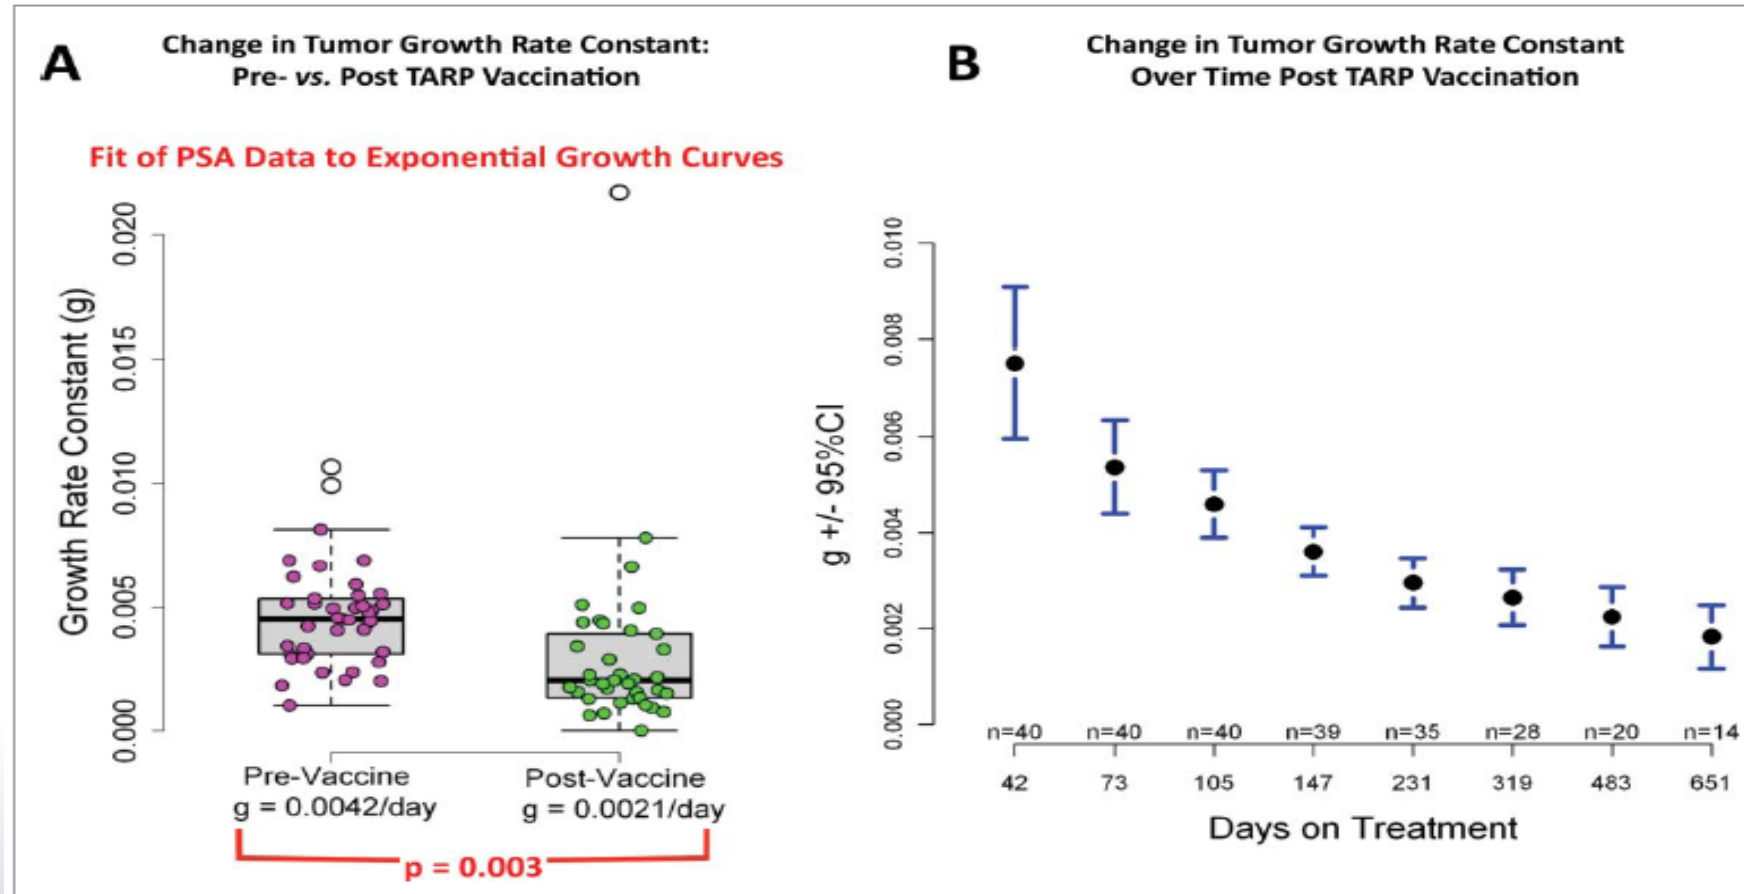 A
Change in Tumor Growth Rate Constant:
Pre- vs. Post TARP Vaccination
Fit of PSA Data to Exponential Growth Curves
Growth Rate Constant (g)
0.020
0.015
0.010
0.005
0.000
Pre-Vaccine
g = 0.0042/day
Post-Vaccine
g = 0.0021/day
p = 0.003
B
Change in Tumor Growth Rate Constant
Over Time Post TARP Vaccination
g +/- 95%CI
0.010
0.008
0.006
0.004
0.002
0.000
n=40 n=40 n=40 n=39 n=35 n=28 n=20 n=14
42 73 105 147 231 319 483 651
Days on Treatment